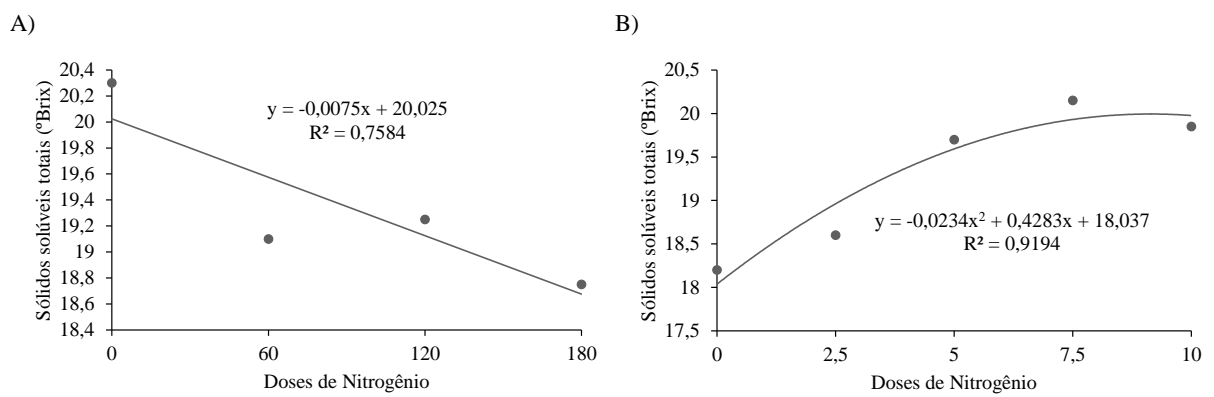 A)
Sólidos solúveis totais (ºBrix)
20,4
20,2
20
19,8
19,6
19,4
19,2
19
18,8
18,6
18,4
y = -0,0075x + 20,025
R² = 0,7584
0 60 120 180
Doses de Nitrogênio
B)
Sólidos solúveis totais (ºBrix)
20,5
20
19,5
19
18,5
18
17,5
y = -0,0234x² + 0,4283x + 18,037
R² = 0,9194
0 2,5 5 7,5 10
Doses de Nitrogênio